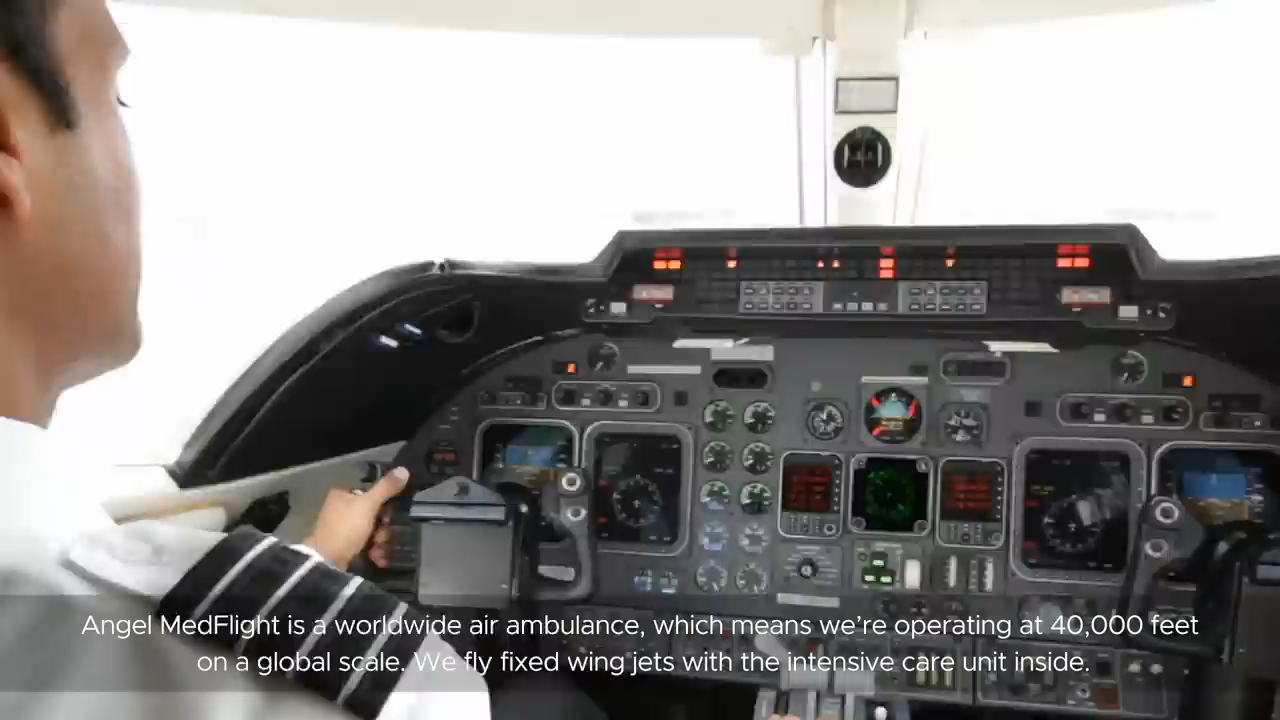 Angel MedFlight is a worldwide air ambulance, which means we're operating at 40,000 feet
on a global scale. We fly fixed wing jets with the intensive care unit inside.